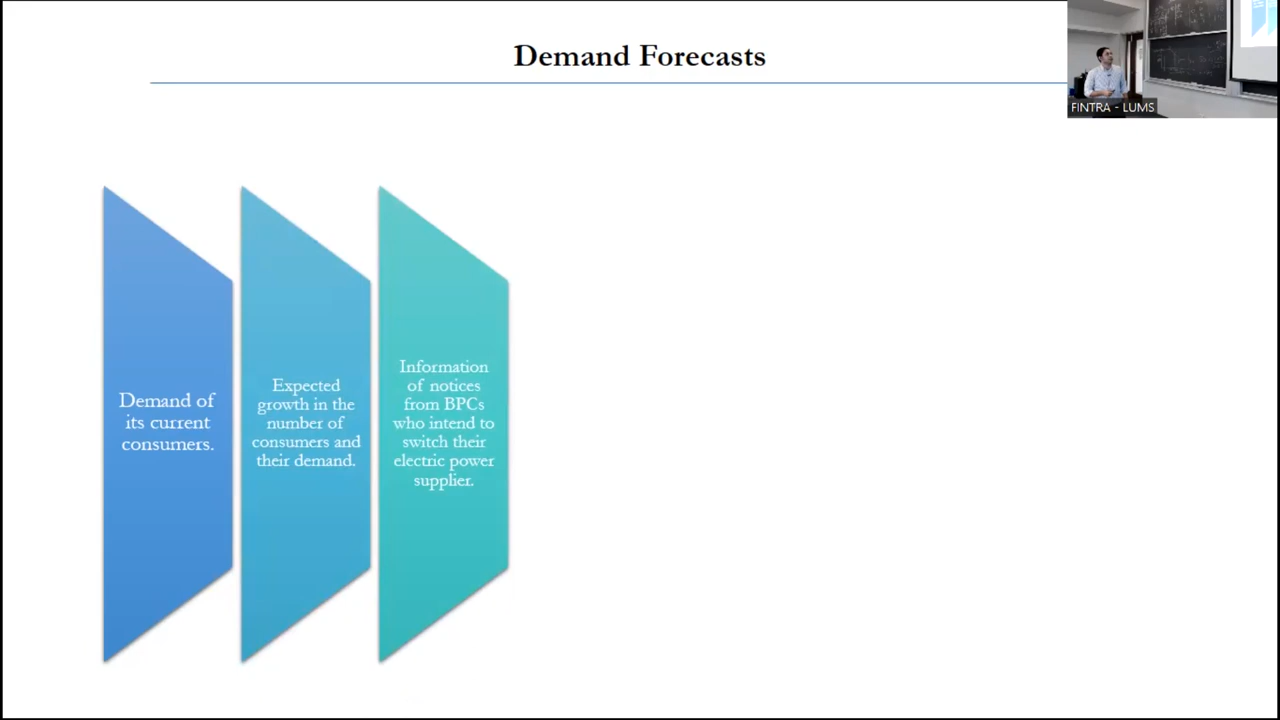 Demand Forecasts
FINTRA - LUMS
Demand of
its current
consumers.
Expected
growth in the
number of
consumers and
their demand.
Information
of notices
from BPCs
who intend to
switch their
electric power
supplier.